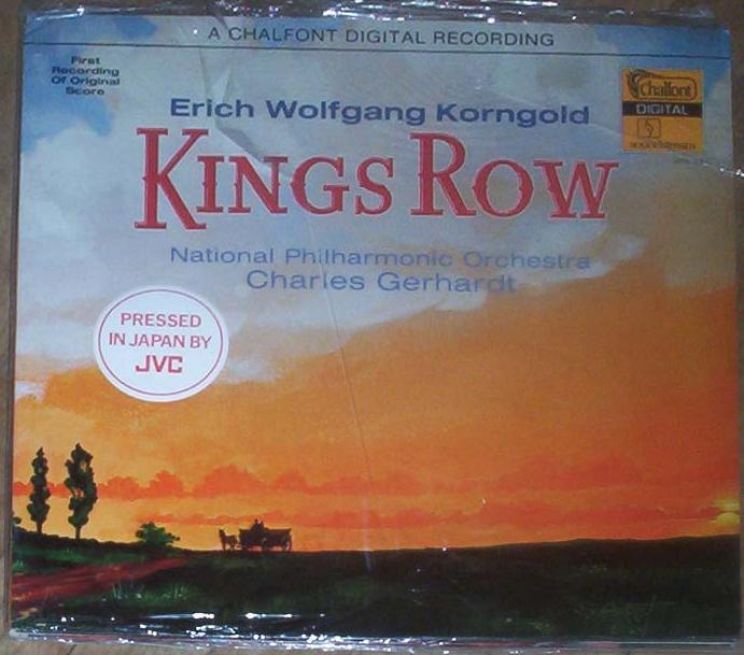 A CHALFONT DIGITAL RECORDING
First
Recording
Of Original
Score
Chalfont
DIGITAL
Erich Wolfgang Korngold
KINGS ROW
National Philharmonic Orchestra
Charles Gerhardt
PRESSED
IN JAPAN BY
JVC